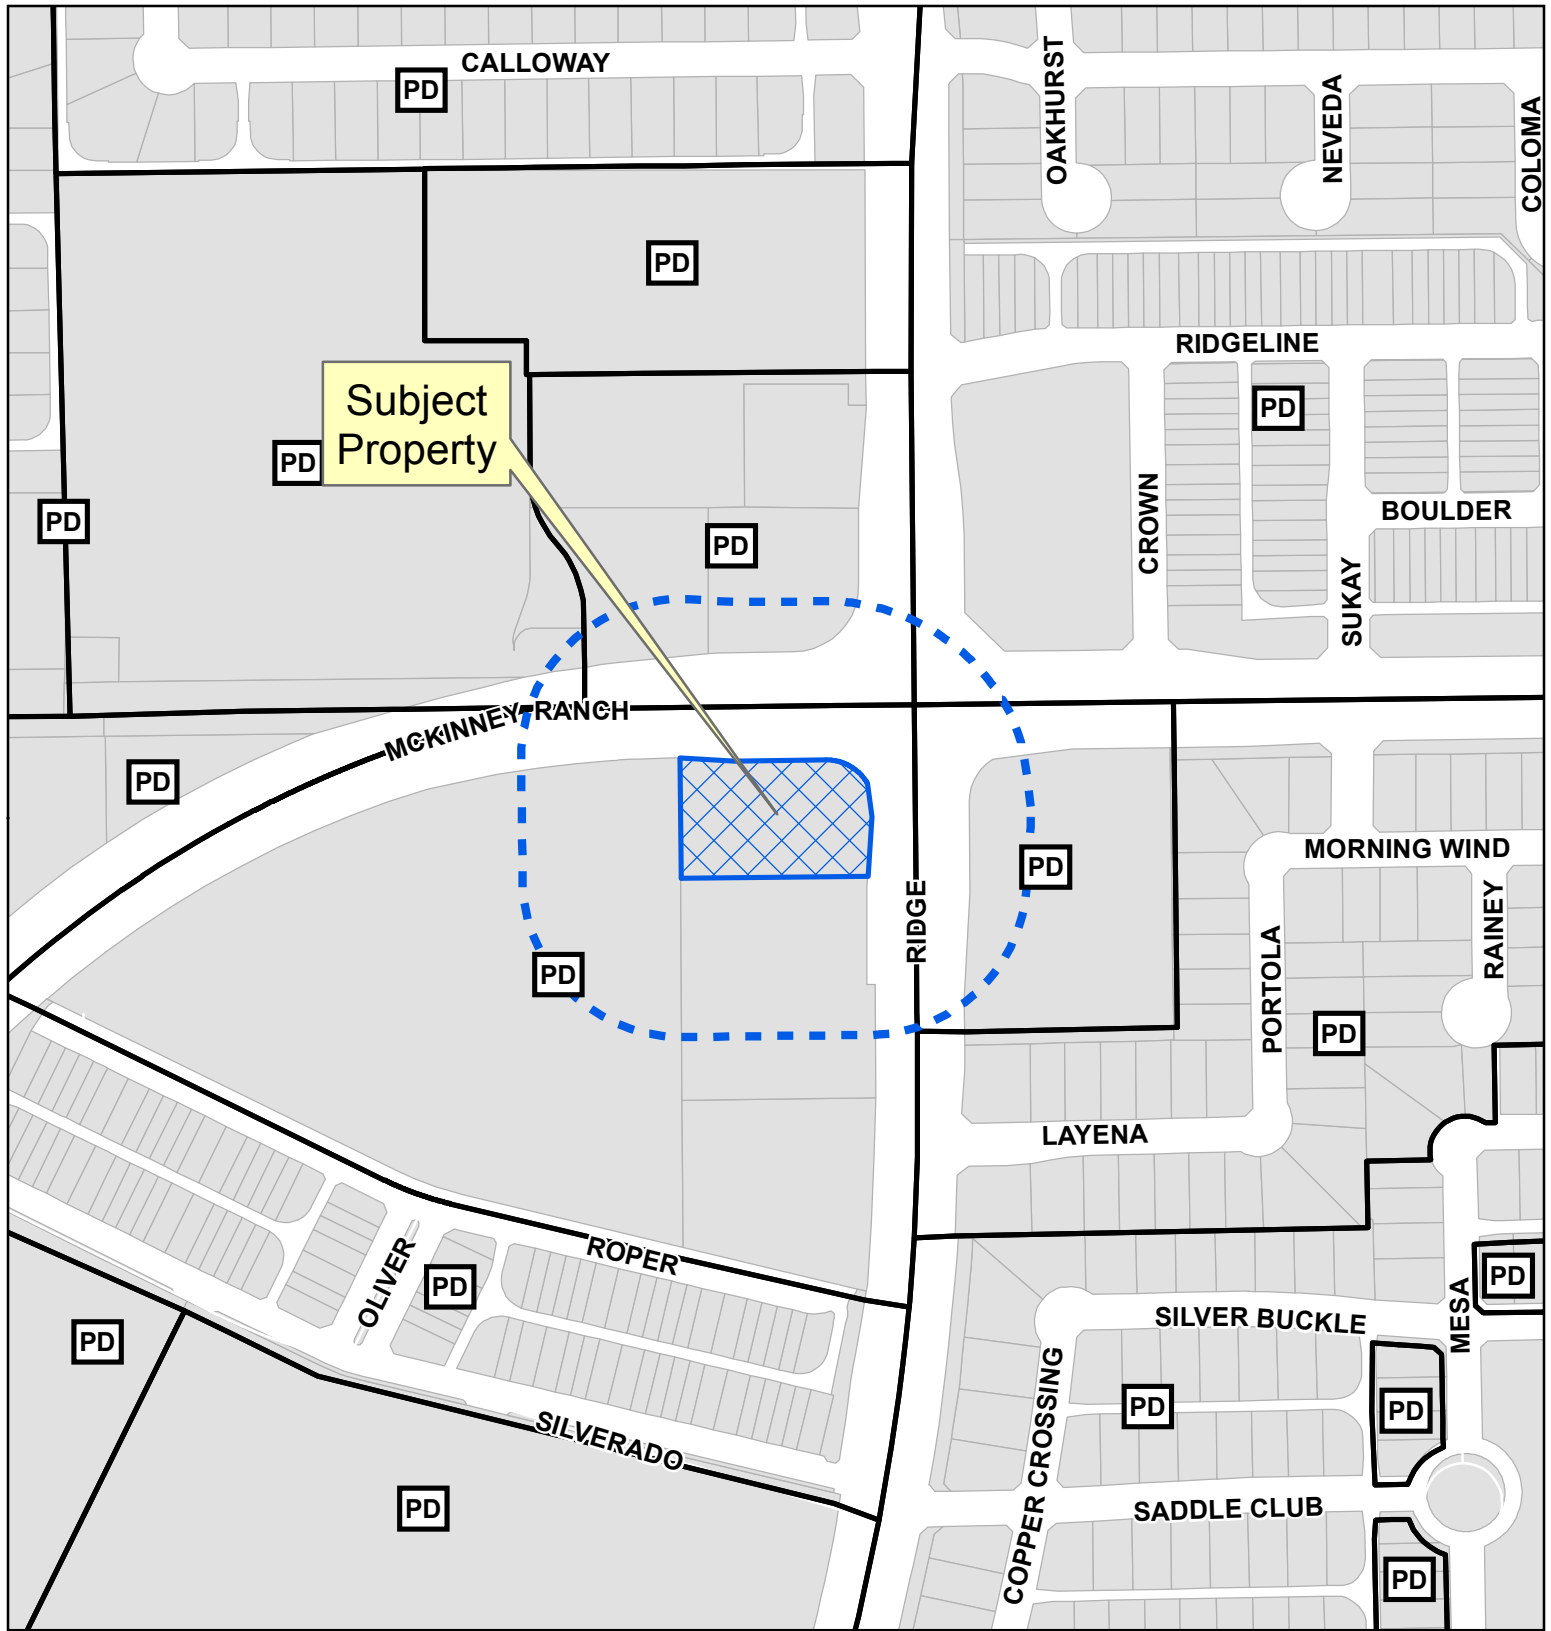 CALLOWAY
PD
OAKHURST
NEVEDA
COLOMA
PD
RIDGELINE
Subject
Property
PD
PD
PD
PD
CROWN
BOULDER
SUKAY
MCKINNEY RANCH
PD
MORNING WIND
PD
RIDGE
RAINEY
PORTOLA
PD
PD
LAYENA
ROPER
OLIVER
PD
PD
MESA
SILVER BUCKLE
PD
COPPER CROSSING
PD
PD
SILVERADO
PD
SADDLE CLUB
PD